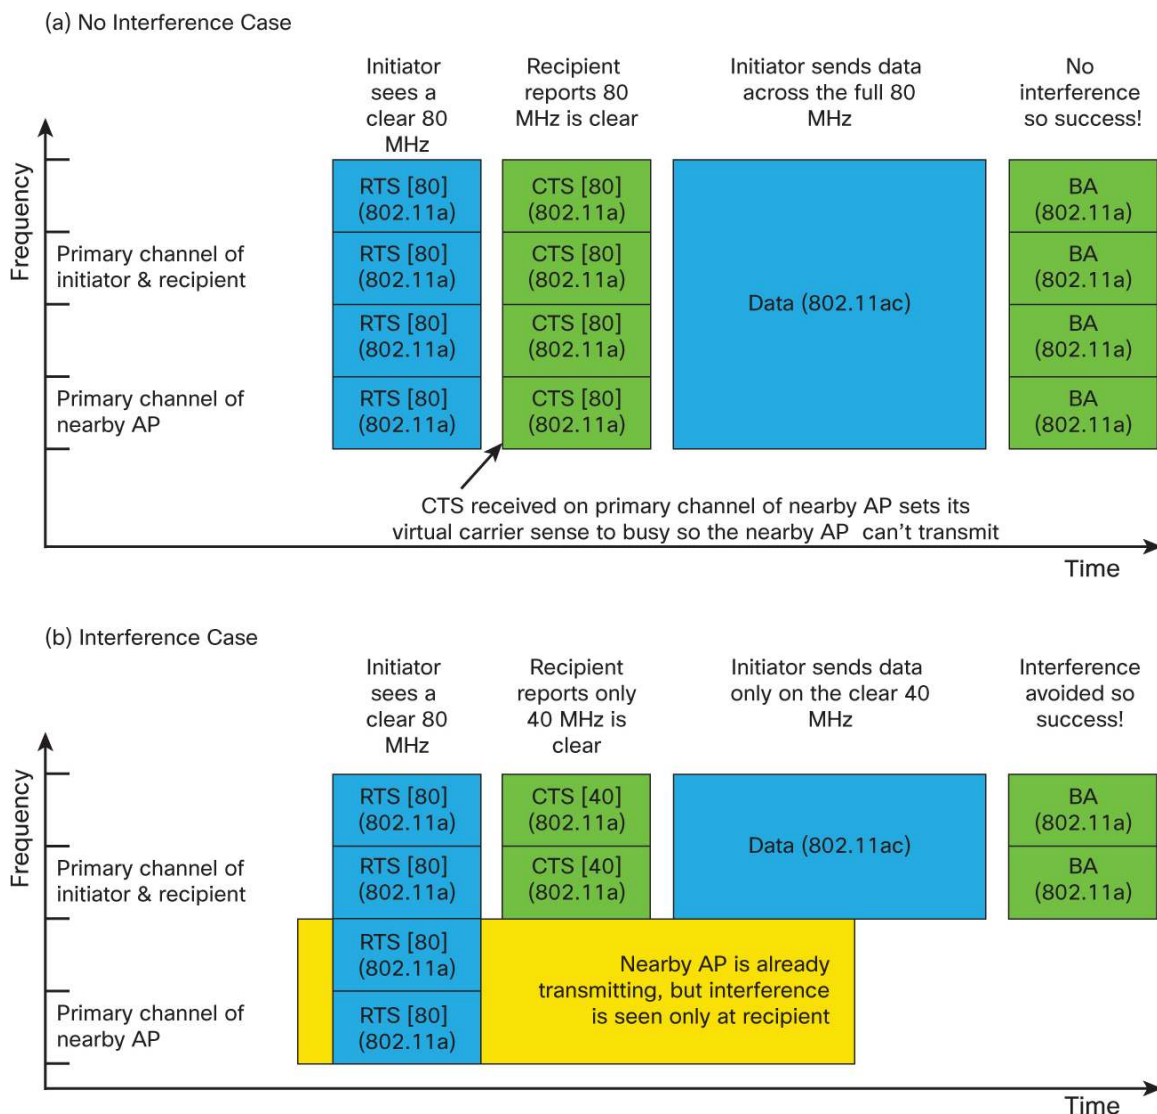 (a) No Interference Case
Initiator
sees a
clear 80
MHz
Recipient
reports 80
MHz is clear
Initiator sends data
across the full 80
MHz
No
interference
so success!
Frequency
Primary channel of
initiator & recipient
Primary channel of
nearby AP
RTS [80]
(802.11a)
RTS [80]
(802.11a)
RTS [80]
(802.11a)
RTS [80]
(802.11a)
CTS [80]
(802.11a)
CTS [80]
(802.11a)
CTS [80]
(802.11a)
CTS [80]
(802.11a)
Data (802.11ac)
BA
(802.11a)
BA
(802.11a)
BA
(802.11a)
BA
(802.11a)
CTS received on primary channel of nearby AP sets its
virtual carrier sense to busy so the nearby AP can't transmit
Time
(b) Interference Case
Initiator
sees a
clear 80
MHz
Recipient
reports only
40 MHz is
clear
Initiator sends data
only on the clear 40
MHz
Interference
avoided so
success!
Frequency
Primary channel of
initiator & recipient
Primary channel of
nearby AP
RTS [80]
(802.11a)
RTS [80]
(802.11a)
RTS [80]
(802.11a)
RTS [80]
(802.11a)
CTS [40]
(802.11a)
CTS [40]
(802.11a)
Data (802.11ac)
BA
(802.11a)
BA
(802.11a)
Nearby AP is already
transmitting, but interference
is seen only at recipient
Time